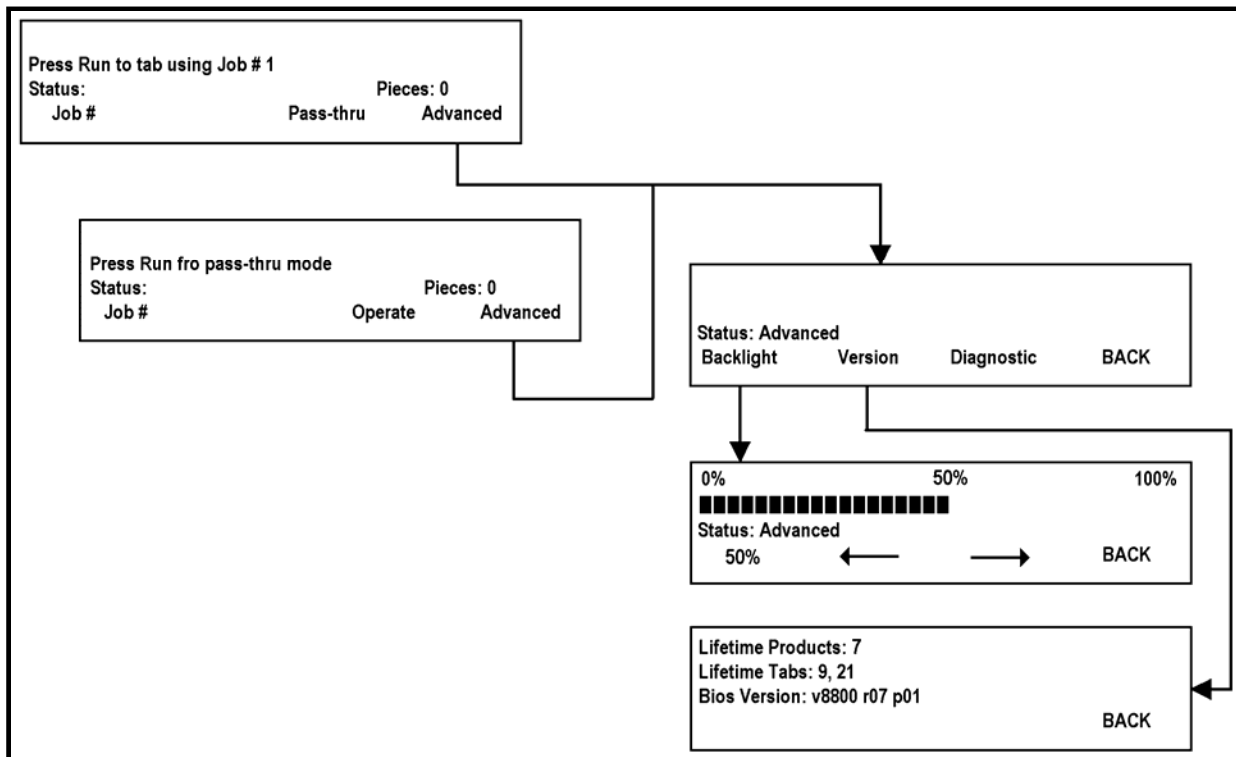 Press Run to tab using Job # 1
Status: Pieces: 0
Job # Pass-thru Advanced
Press Run fro pass-thru mode
Status: Pieces: 0
Job # Operate Advanced
Status: Advanced
Backlight Version Diagnostic BACK
0% 50% 100%
Status: Advanced
50% BACK
Lifetime Products: 7
Lifetime Tabs: 9, 21
Bios Version: v8800 r07 p01
BACK